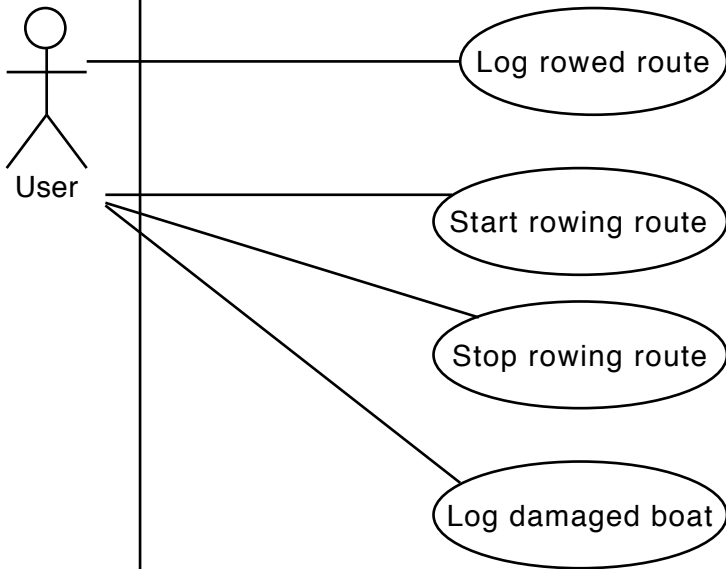 Log rowed route
User
Start rowing route
Stop rowing route
Log damaged boat